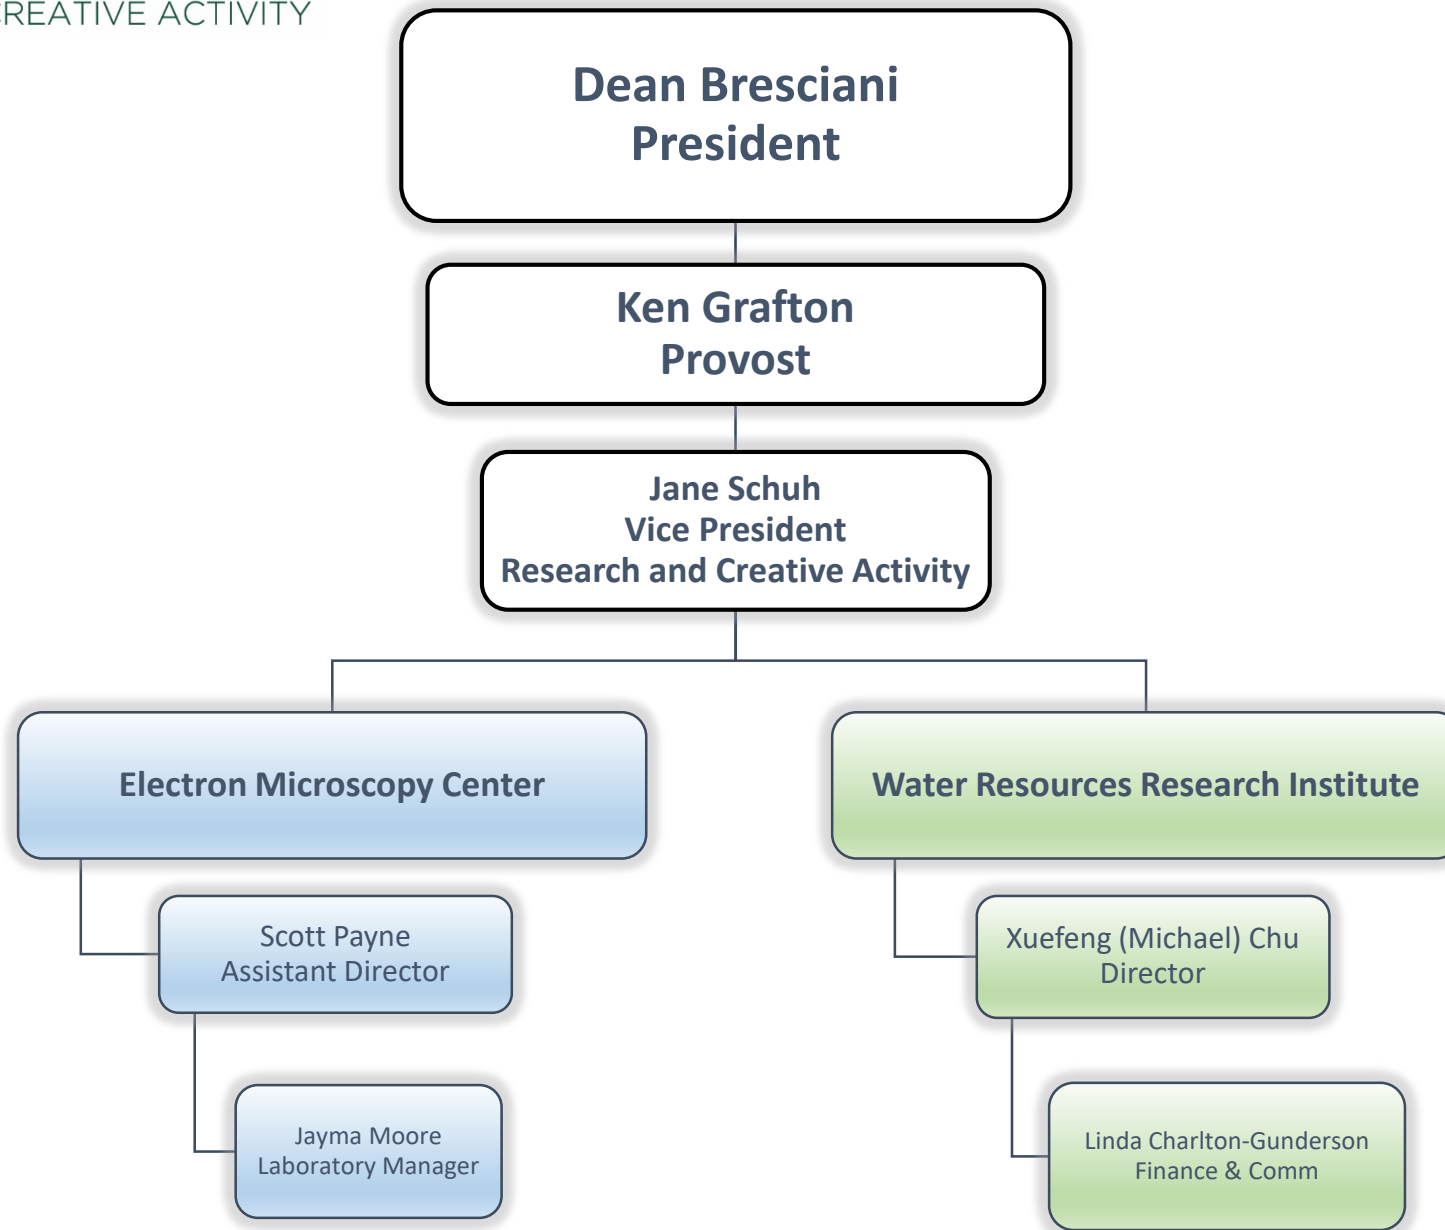 CREATIVE ACTIVITY
Dean Bresciani
President
Ken Grafton
Provost
Jane Schuh
Vice President
Research and Creative Activity
Electron Microscopy Center
Water Resources Research Institute
Scott Payne
Assistant Director
Xuefeng (Michael) Chu
Director
Jayma Moore
Laboratory Manager
Linda Charlton-Gunderson
Finance & Comm